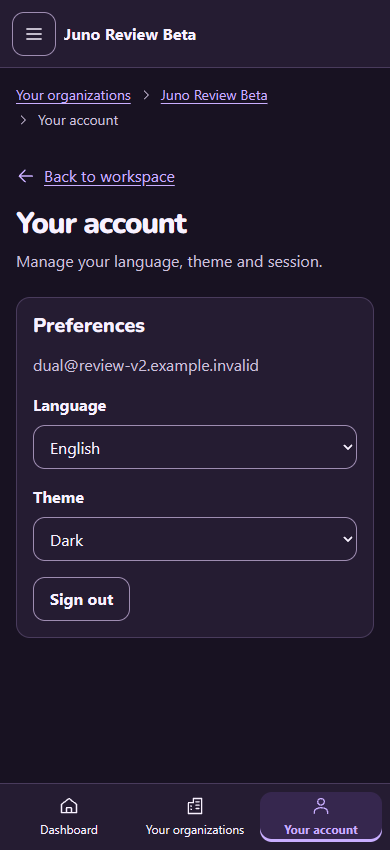 Juno Review Beta
Your organizations > Juno Review Beta
> Your account
Back to workspace
Your account
Manage your language, theme and session.
Preferences
dual@review-v2.example.invalid
Language
English
Theme
Dark
Sign out
Dashboard
Your organizations
Your account